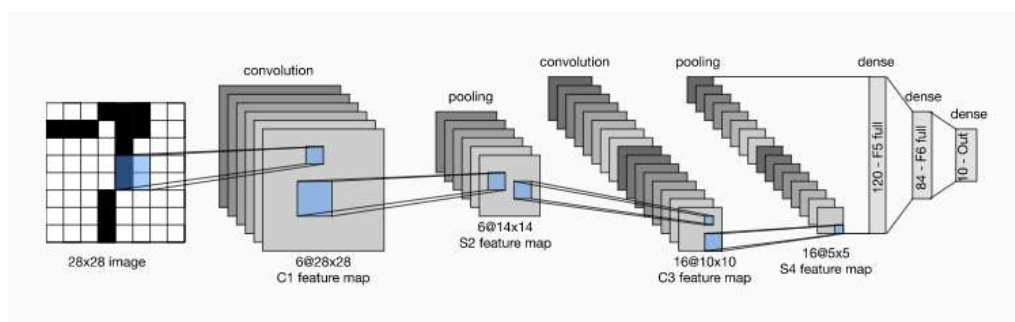 convolution
pooling
convolution
pooling
dense
dense
dense
28x28 image
6@28x28
C1 feature map
6@14x14
S2 feature map
16@10x10
C3 feature map
16@5x5
S4 feature map
120 - F5 full
84 - F6 full
10 - Out